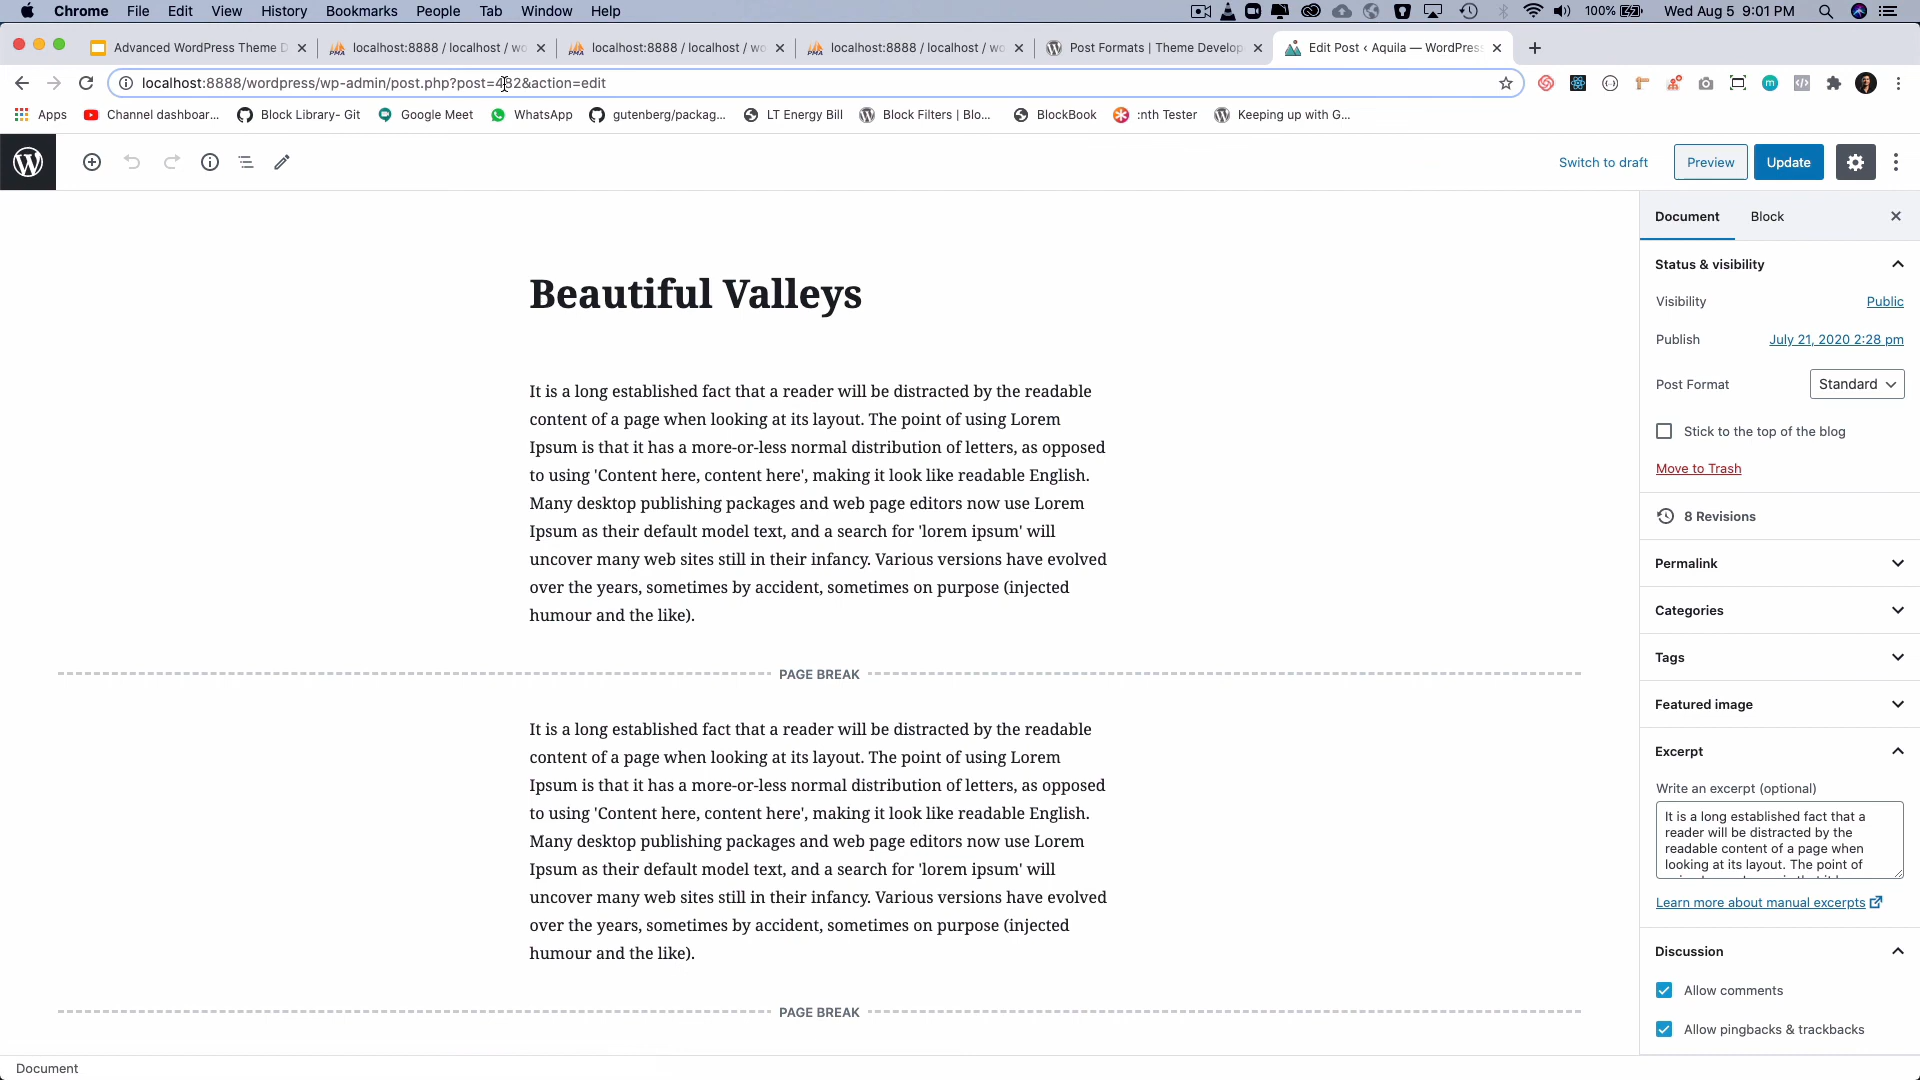 Chrome File Edit View History Bookmarks People Tab Window Help 100% Wed Aug 5 9:01 PM
Advanced WordPress Theme D localhost:8888 / localhost / wo localhost:8888 / localhost / wo localhost:8888 / localhost / wo Post Formats | Theme Develop Edit Post ‹ Aquila — WordPress
localhost:8888/wordpress/wp-admin/post.php?post=432&action=edit
Apps Channel dashboar... Block Library- Git Google Meet WhatsApp gutenberg/packag... LT Energy Bill Block Filters | Blo... BlockBook :nth Tester Keeping up with G...
Switch to draft Preview Update
Beautiful Valleys
It is a long established fact that a reader will be distracted by the readable
content of a page when looking at its layout. The point of using Lorem
Ipsum is that it has a more-or-less normal distribution of letters, as opposed
to using 'Content here, content here', making it look like readable English.
Many desktop publishing packages and web page editors now use Lorem
Ipsum as their default model text, and a search for 'lorem ipsum' will
uncover many web sites still in their infancy. Various versions have evolved
over the years, sometimes by accident, sometimes on purpose (injected
humour and the like).
PAGE BREAK
It is a long established fact that a reader will be distracted by the readable
content of a page when looking at its layout. The point of using Lorem
Ipsum is that it has a more-or-less normal distribution of letters, as opposed
to using 'Content here, content here', making it look like readable English.
Many desktop publishing packages and web page editors now use Lorem
Ipsum as their default model text, and a search for 'lorem ipsum' will
uncover many web sites still in their infancy. Various versions have evolved
over the years, sometimes by accident, sometimes on purpose (injected
humour and the like).
PAGE BREAK
Document Block
Status & visibility
Visibility Public
Publish July 21, 2020 2:28 pm
Post Format Standard
Stick to the top of the blog
Move to Trash
8 Revisions
Permalink
Categories
Tags
Featured image
Excerpt
Write an excerpt (optional)
It is a long established fact that a
reader will be distracted by the
readable content of a page when
looking at its layout. The point of
Learn more about manual excerpts
Discussion
Allow comments
Allow pingbacks & trackbacks
Document